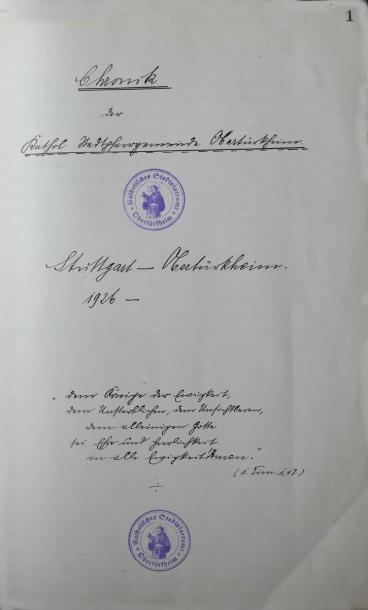 1
Chronik
der
Kathol. Stadtpfarrgemeinde Obertürkheim.
Katholisches Stadtpfarramt
Obertürkheim
Stuttgart – Obertürkheim.
1926 –
„dem Könige der Ewigkeit,
dem Unsterblichen, dem Unsichtbaren,
dem alleinigen Gotte
sei Ehre und Herrlichkeit
in alle Ewigkeit! Amen."
(1. Tim. 1,17)
Katholisches Stadtpfarramt
Obertürkheim